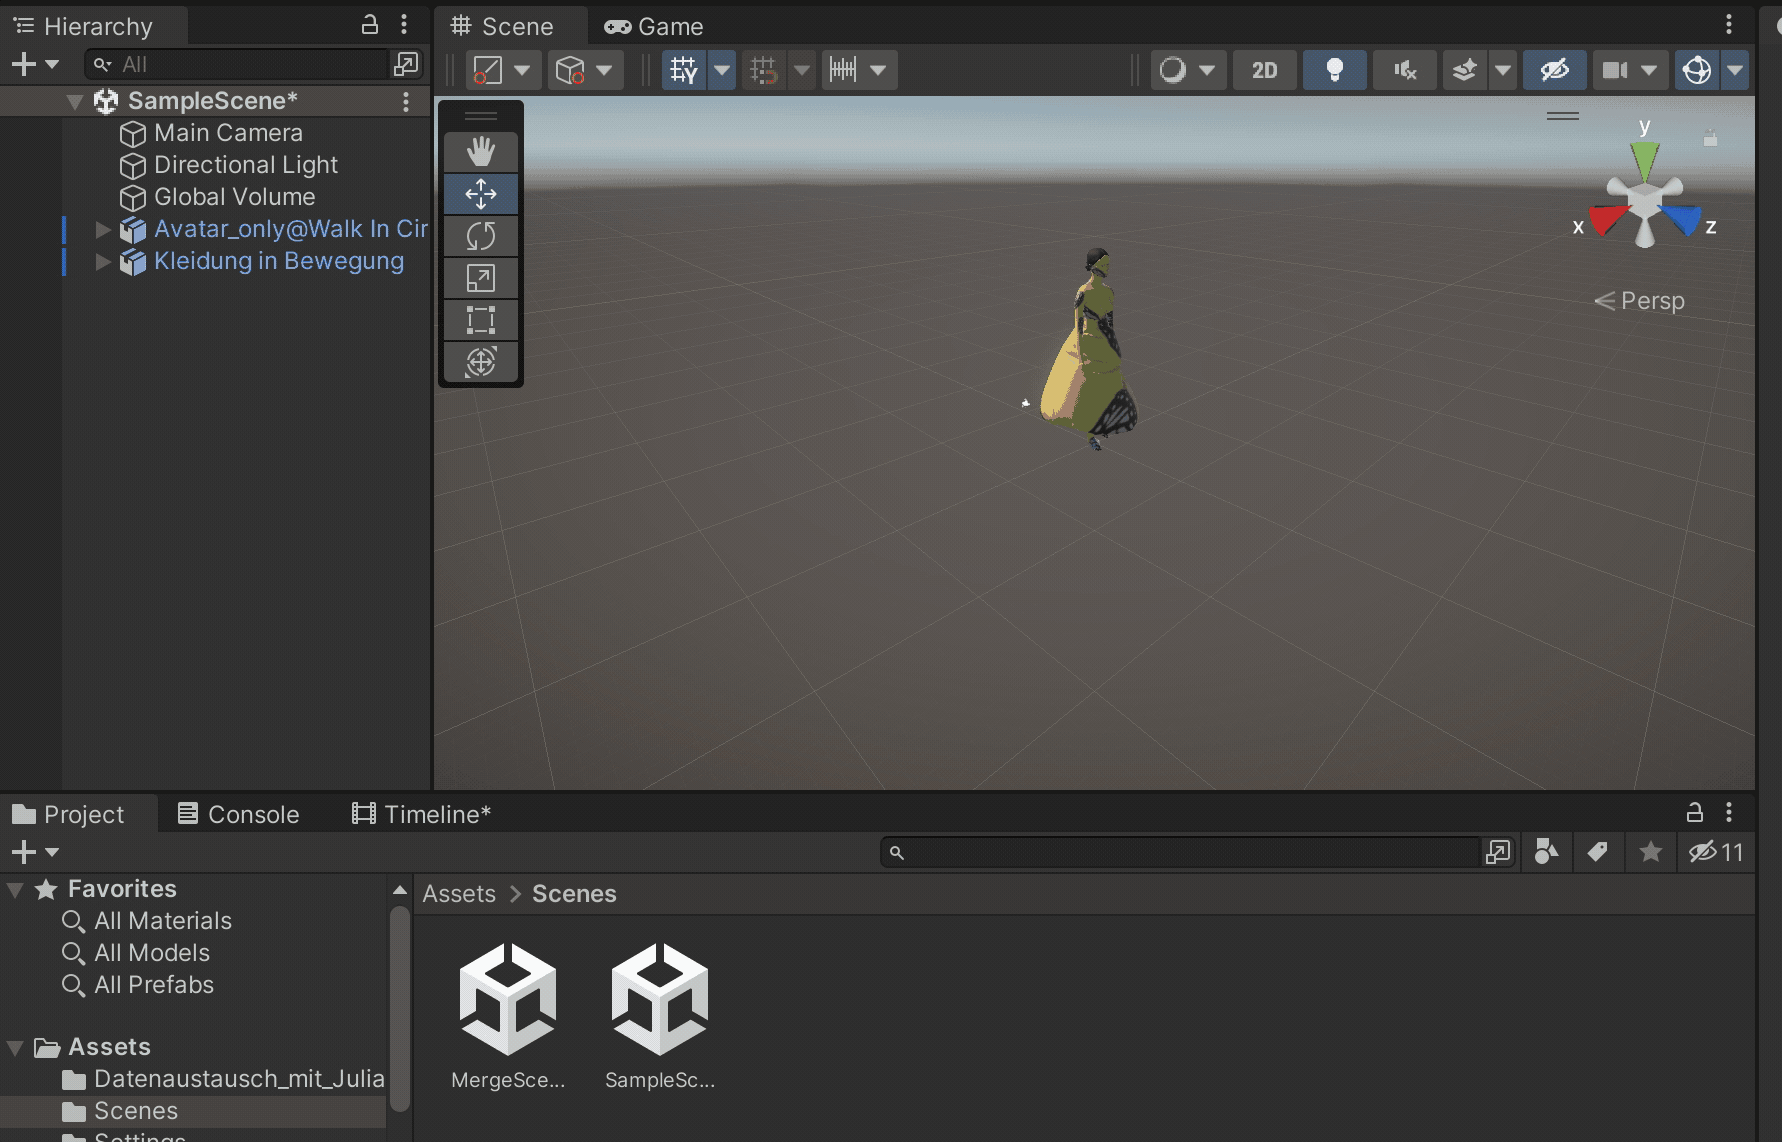 Hierarchy
All
SampleScene*
Main Camera
Directional Light
Global Volume
Avatar_only@Walk In Cir
Kleidung in Bewegung
Scene
Game
2D
y
x
z
Persp
Project
Console
Timeline*
11
Favorites
All Materials
All Models
All Prefabs
Assets
Datenaustausch_mit_Julia
Scenes
Settings
Assets > Scenes
MergeSce...
SampleSc...